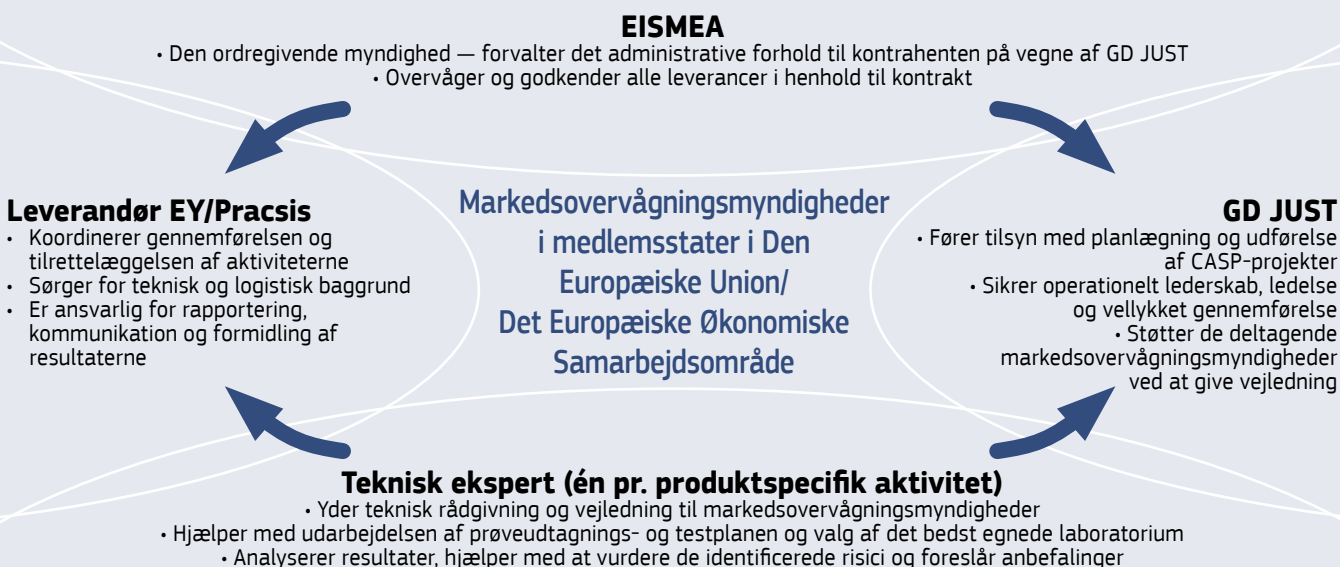 EISMEA
• Den ordregivende myndighed — forvalter det administrative forhold til kontrahenten på vegne af GD JUST
• Overvåger og godkender alle leverancer i henhold til kontrakt
Leverandør EY/Pracsis
• Koordinerer gennemførelsen og
tilrettelæggelsen af aktiviteterne
• Sørger for teknisk og logistisk baggrund
• Er ansvarlig for rapportering,
kommunikation og formidling af
resultaterne
Markedsovervågningsmyndigheder
i medlemsstater i Den
Europæiske Union/
Det Europæiske Økonomiske
Samarbejdsområde
GD JUST
• Fører tilsyn med planlægning og udførelse
af CASP-projekter
• Sikrer operationelt lederskab, ledelse
og vellykket gennemførelse
• Støtter de deltagende
markedsovervågningsmyndigheder
ved at give vejledning
Teknisk ekspert (én pr. produktspecifik aktivitet)
• Yder teknisk rådgivning og vejledning til markedsovervågningsmyndigheder
• Hjælper med udarbejdelsen af prøveudtagnings- og testplanen og valg af det bedst egnede laboratorium
• Analyserer resultater, hjælper med at vurdere de identificerede risici og foreslår anbefalinger